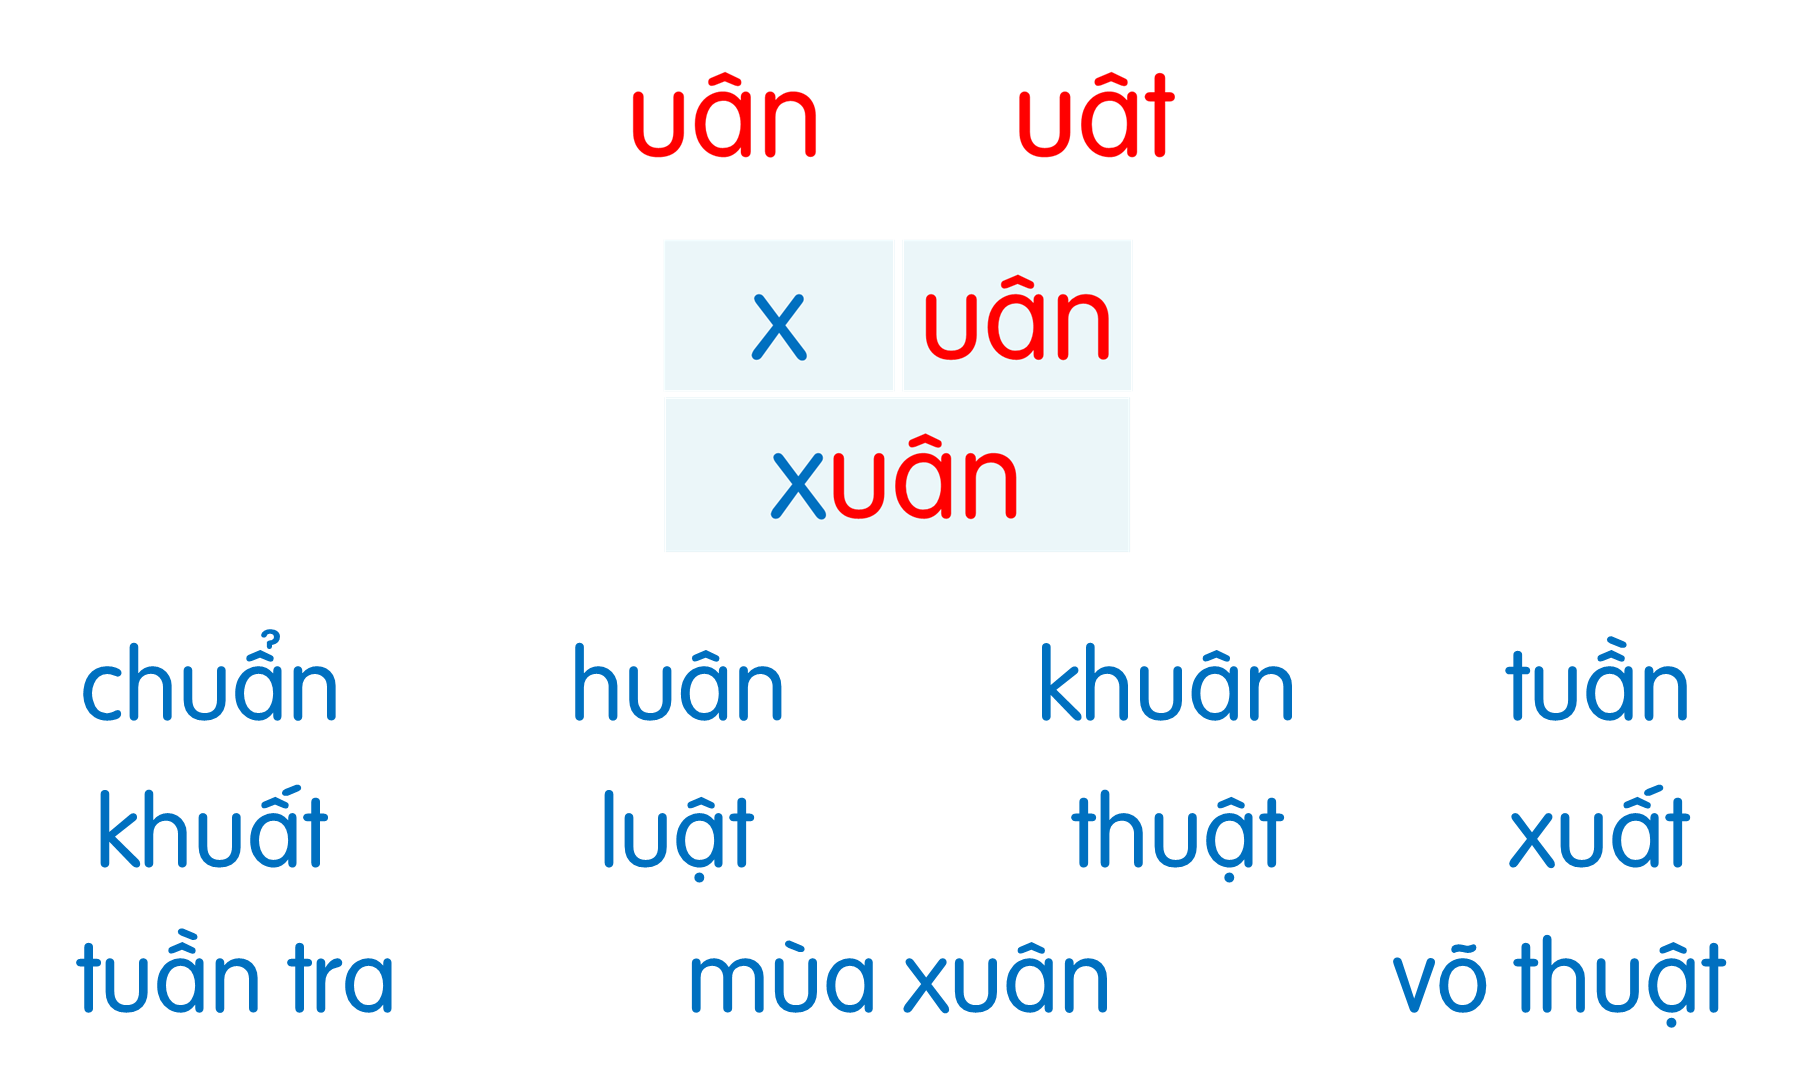 uân uât
x uân
xuân
chuẩn huân khuân tuần
khuất luật thuật xuất
tuần tra mùa xuân võ thuật